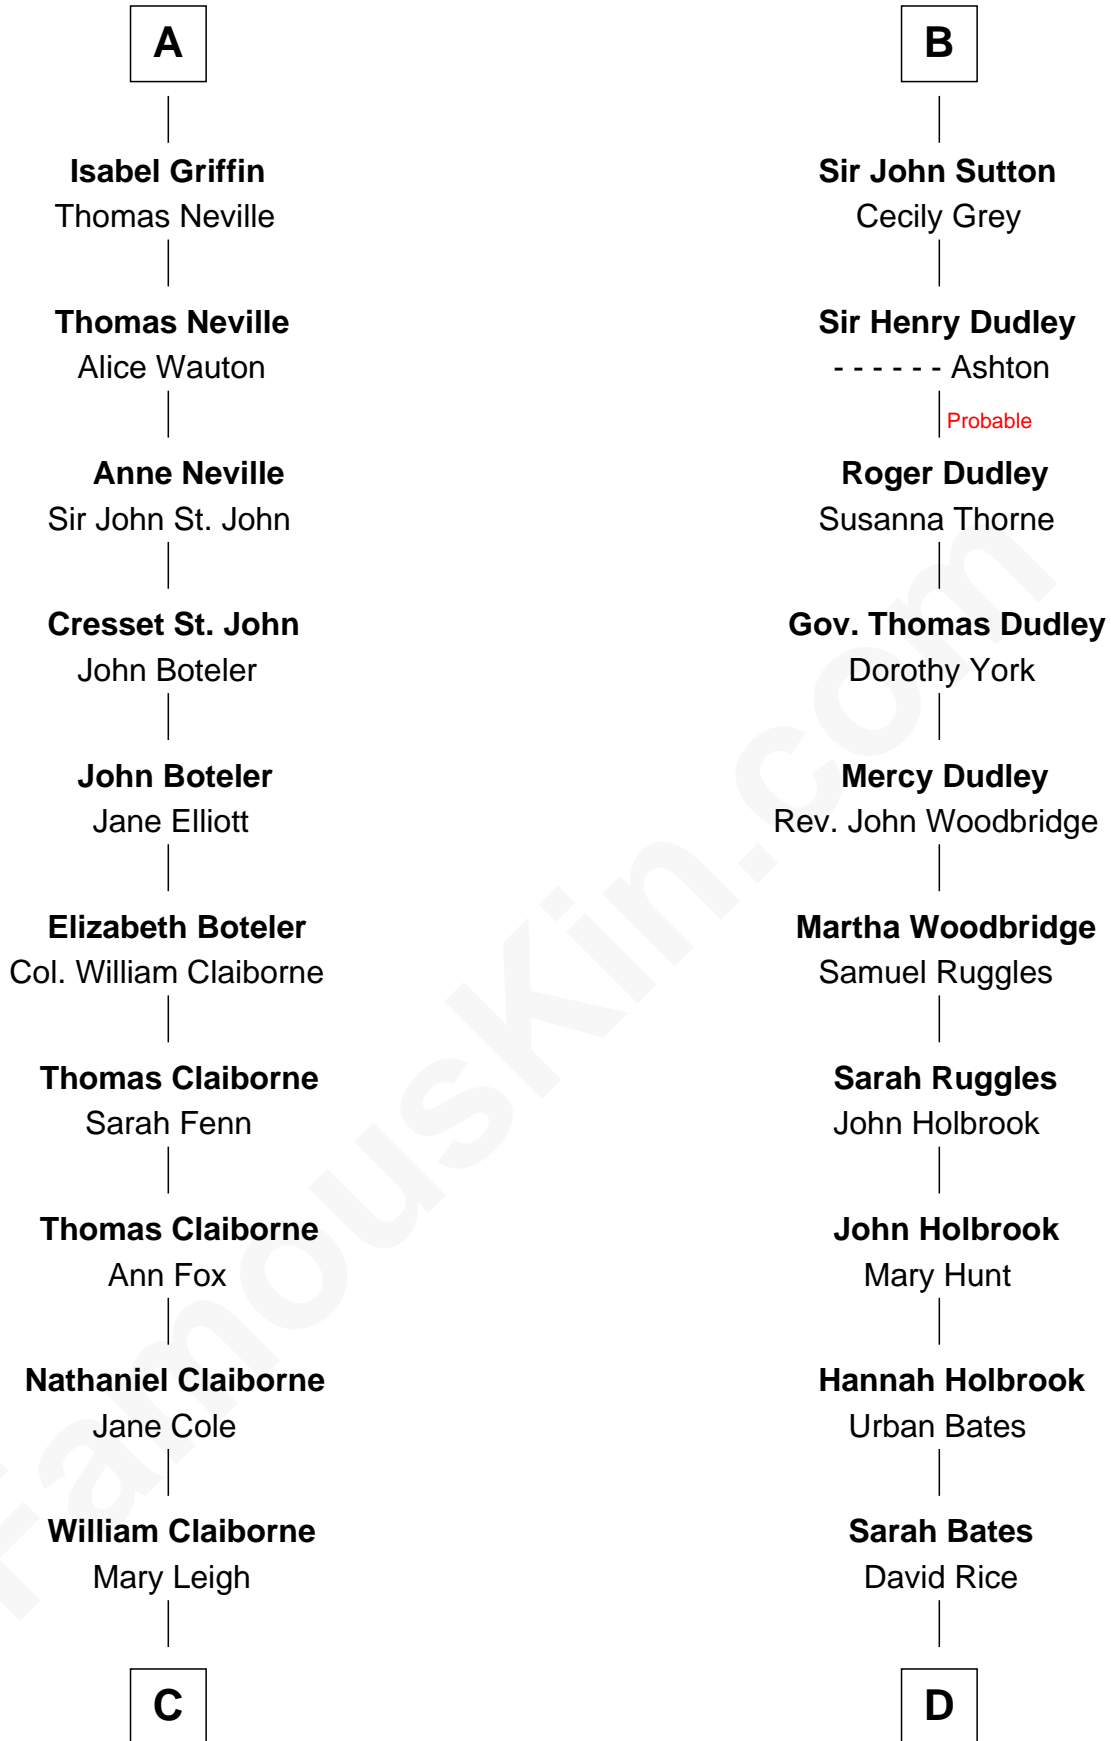 A
Isabel Griffin
Thomas Neville
Thomas Neville
Alice Wauton
Anne Neville
Sir John St. John
Cresset St. John
John Boteler
John Boteler
Jane Elliott
Elizabeth Boteler
Col. William Claiborne
Thomas Claiborne
Sarah Fenn
Thomas Claiborne
Ann Fox
Nathaniel Claiborne
Jane Cole
William Claiborne
Mary Leigh
C
B
Sir John Sutton
Cecily Grey
Sir Henry Dudley
- - - - - - Ashton
Probable
Roger Dudley
Susanna Thorne
Gov. Thomas Dudley
Dorothy York
Mercy Dudley
Rev. John Woodbridge
Martha Woodbridge
Samuel Ruggles
Sarah Ruggles
John Holbrook
John Holbrook
Mary Hunt
Hannah Holbrook
Urban Bates
Sarah Bates
David Rice
D
FamousKin.com